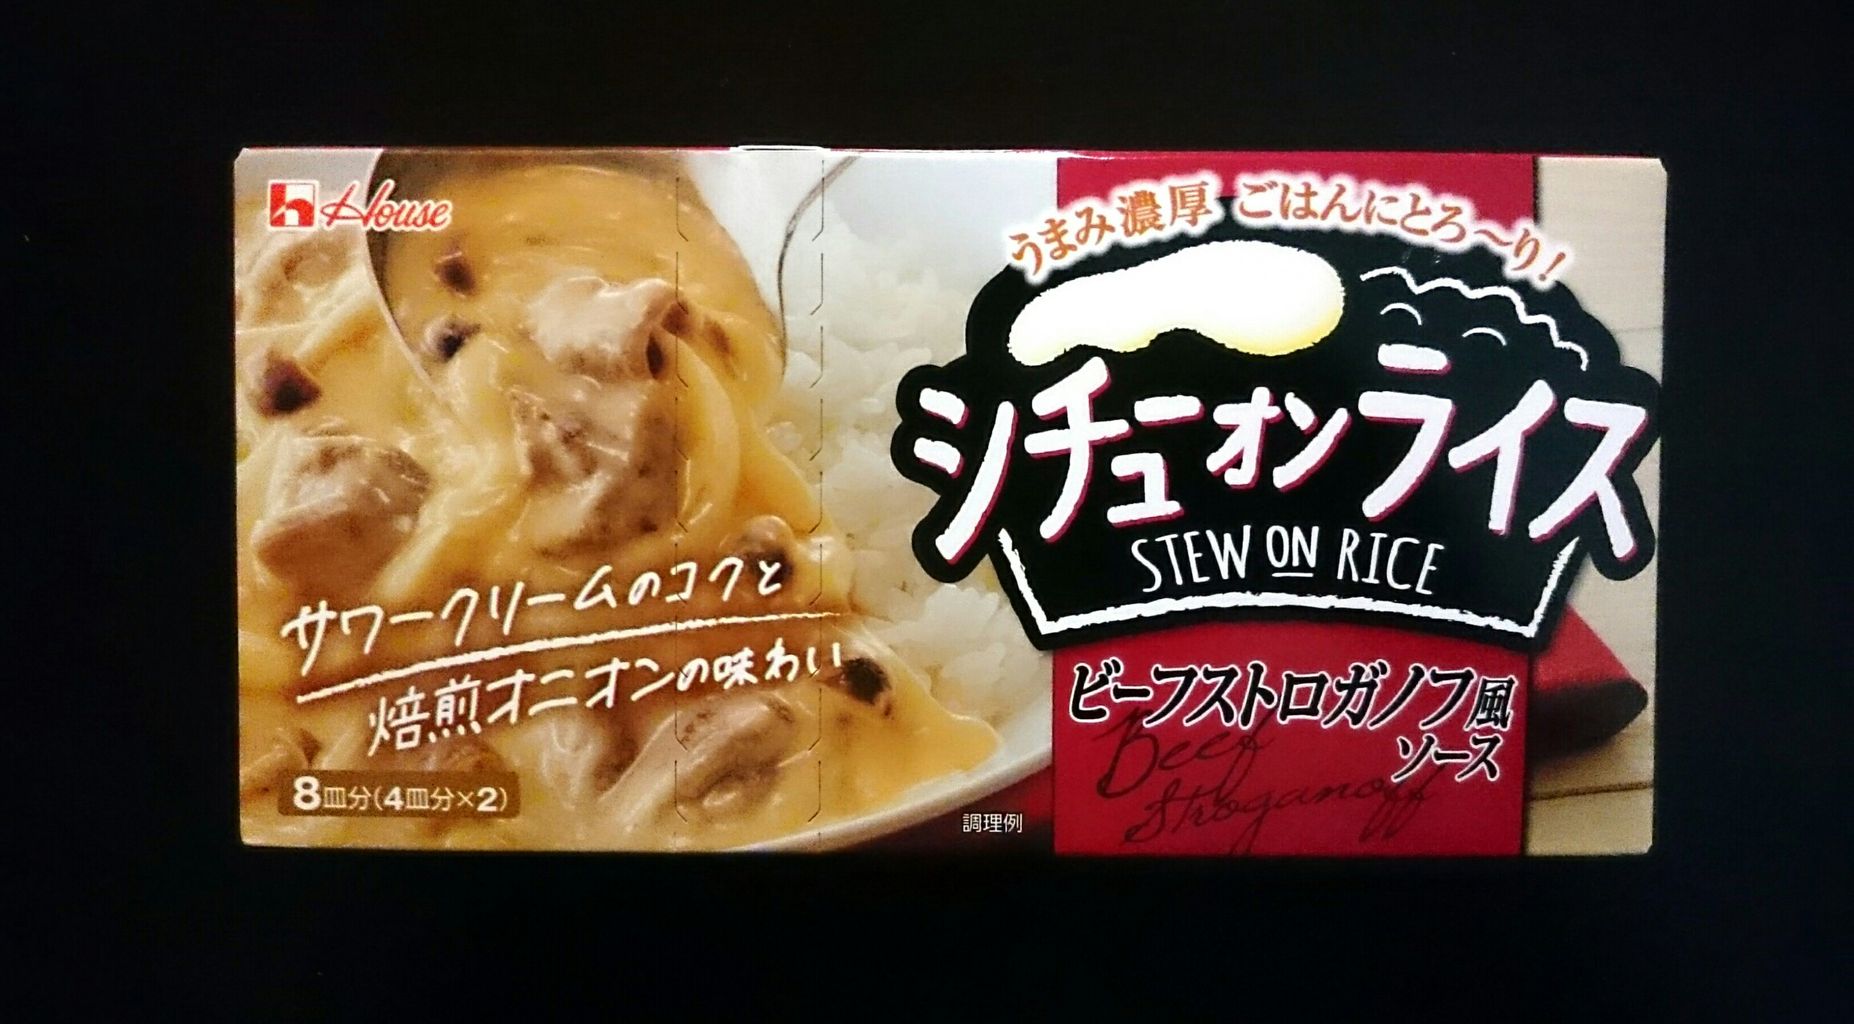 House
うまみ濃厚 ごはんにとろ〜り!
シチューオンライス
STEW ON RICE
サワークリームのコクと
焙煎オニオンの味わい
ビーフストロガノフ風
ソース
Beef
Stroganoff
8皿分(4皿分×2)
調理例